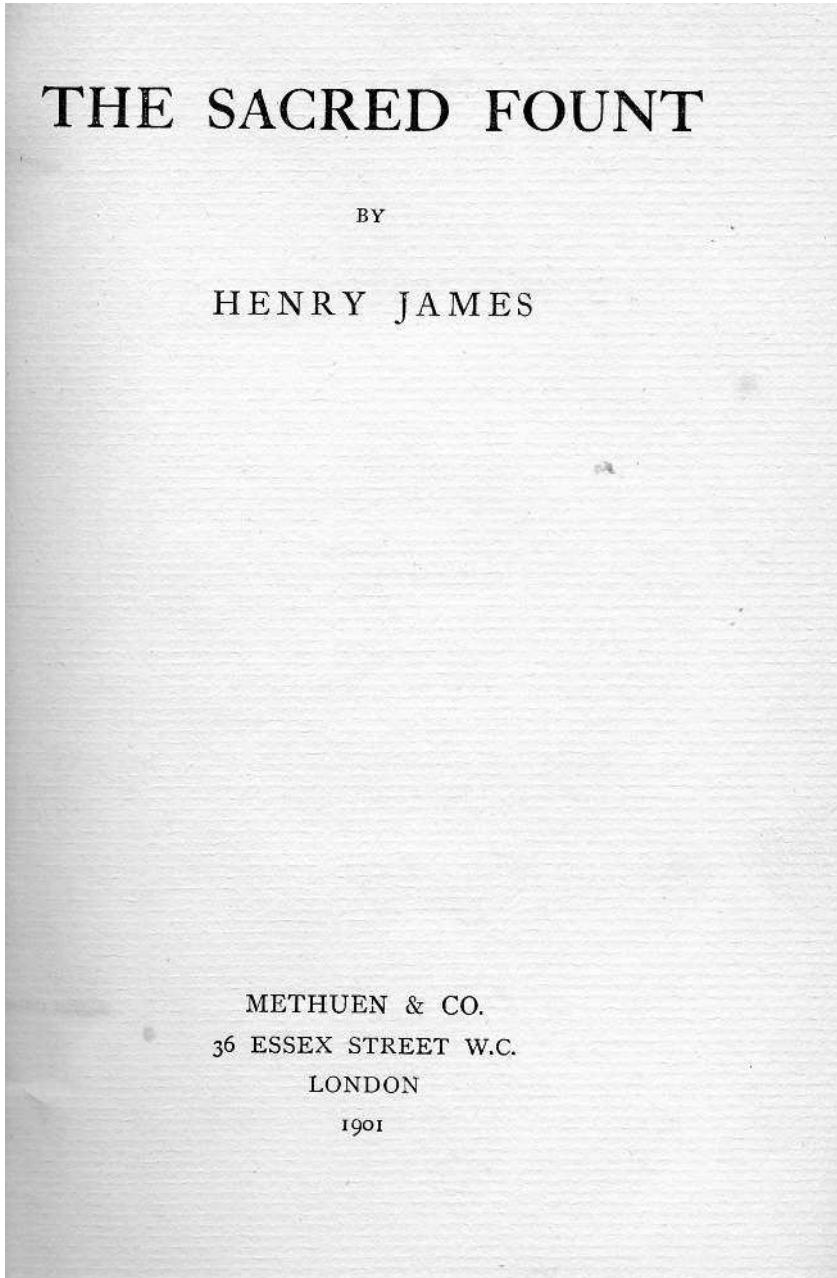 THE SACRED FOUNT
BY
HENRY JAMES
METHUEN & CO.
36 ESSEX STREET W.C.
LONDON
1901